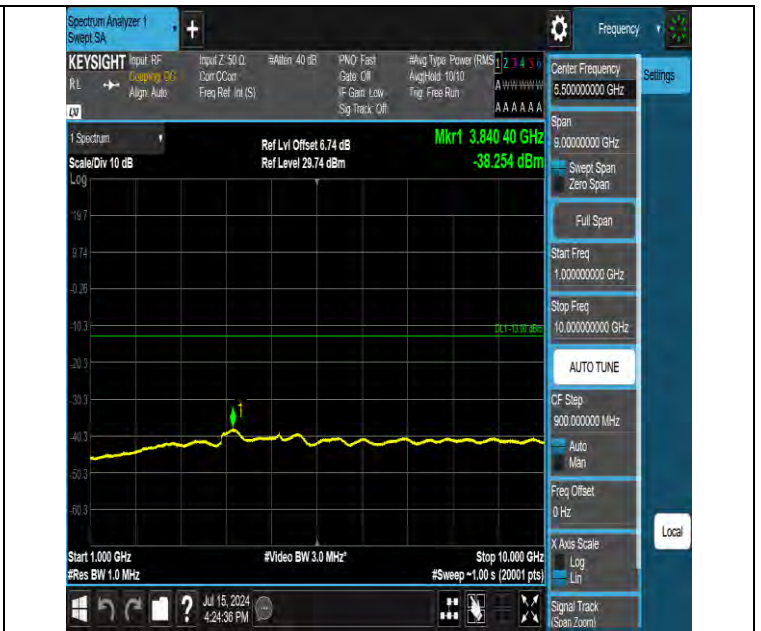 Spectrum Analyzer 1
Swept SA
+
Frequency
KEYSIGHT
RL
Input: RF
Coupling: DC
Align: Auto
Input Z: 50 Ω
Corr CCorr
Freq Ref: Int (S)
#Atten: 40 dB
PNO: Fast
Gate: Off
IF Gain: Low
Sig Track: Off
#Avg Type: Power (RMS
Avg|Hold: 10/10
Trig: Free Run
1 2 3 4 5 6
A W W W W W
A A A A A A
LXI
1 Spectrum
Scale/Div 10 dB
Log
Ref Lvl Offset 6.74 dB
Ref Level 29.74 dBm
Mkr1 3.840 40 GHz
-38.254 dBm
19.7
9.74
-0.26
-10.3
DL1 -13.00 dBm
-20.3
-30.3
1
-40.3
-50.3
-60.3
Start 1.000 GHz
#Res BW 1.0 MHz
#Video BW 3.0 MHz*
Stop 10.000 GHz
#Sweep ~1.00 s (20001 pts)
?
Jul 15, 2024
4:24:36 PM
Center Frequency
5.500000000 GHz
Settings
Span
9.00000000 GHz
Swept Span
Zero Span
Full Span
Start Freq
1.000000000 GHz
Stop Freq
10.000000000 GHz
AUTO TUNE
CF Step
900.000000 MHz
Auto
Man
Freq Offset
0 Hz
X Axis Scale
Log
Lin
Local
Signal Track
(Span Zoom)